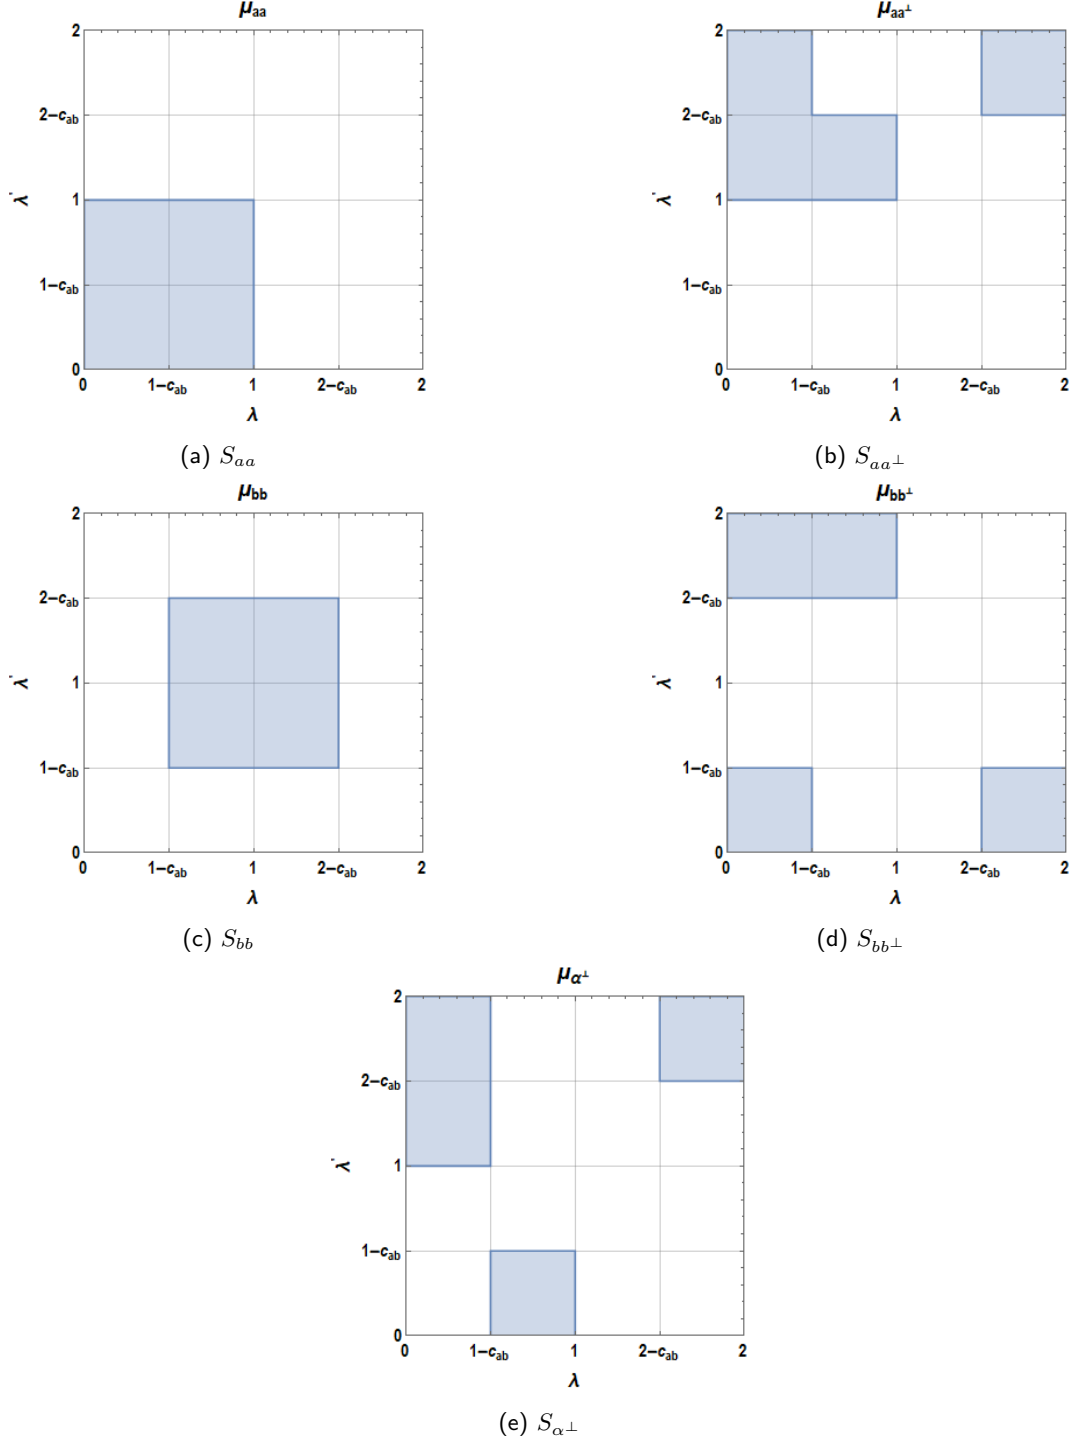 μaa
μaa⊥
2
2−cab
1
1−cab
0
λ'
0 1−cab 1 2−cab 2
λ
2
2−cab
1
1−cab
0
λ'
0 1−cab 1 2−cab 2
λ
(a) Saa
(b) Saa⊥
μbb
μbb⊥
2
2−cab
1
1−cab
0
λ'
0 1−cab 1 2−cab 2
λ
2
2−cab
1
1−cab
0
λ'
0 1−cab 1 2−cab 2
λ
(c) Sbb
(d) Sbb⊥
μα⊥
2
2−cab
1
1−cab
0
λ'
0 1−cab 1 2−cab 2
λ
(e) Sα⊥